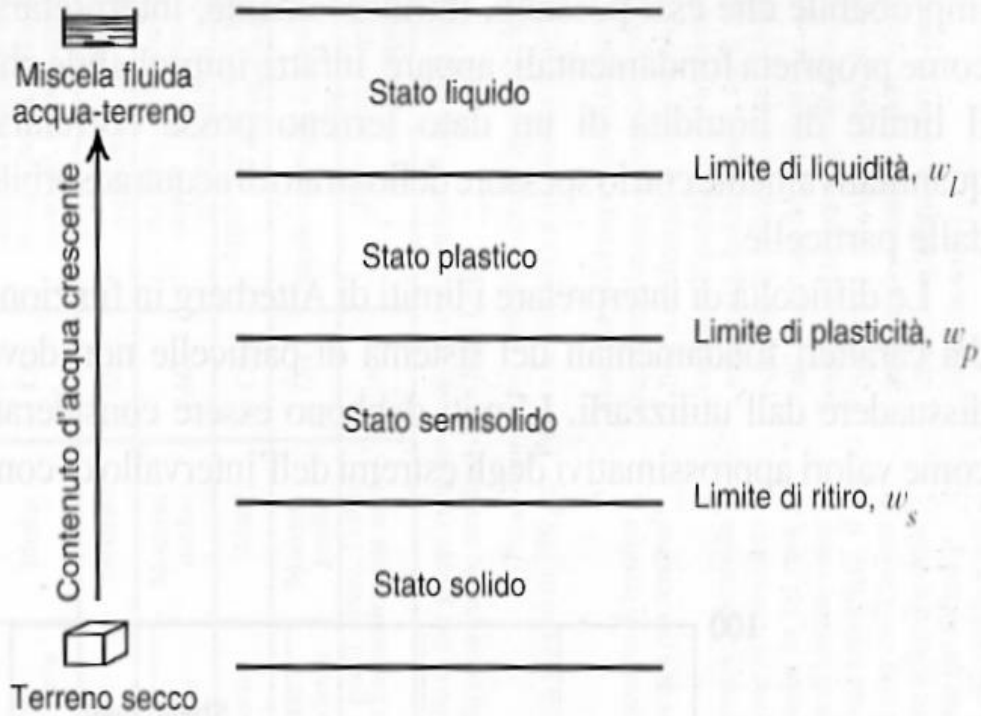 Miscela fluida
acqua-terreno
Stato liquido
Limite di liquidità, w_l
Contenuto d'acqua crescente
Stato plastico
Limite di plasticità, w_p
Stato semisolido
Limite di ritiro, w_s
Stato solido
Terreno secco